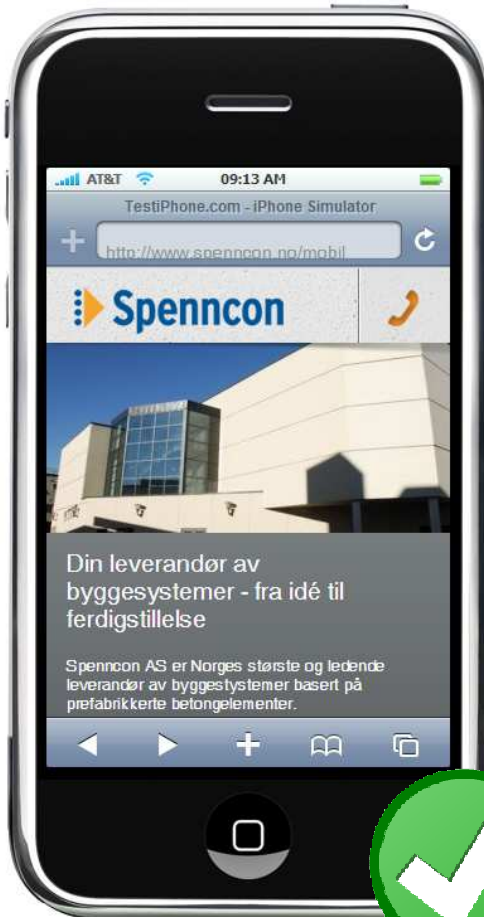 AT&T 09:13 AM
TestiPhone.com - iPhone Simulator
http://www.spenncon.no/mobil
Spenncon
Din leverandør av
byggesystemer - fra idé til
ferdigstillelse
Spenncon AS er Norges største og ledende
leverandør av byggestystemer basert på
prefabrikkerte betongelementer.